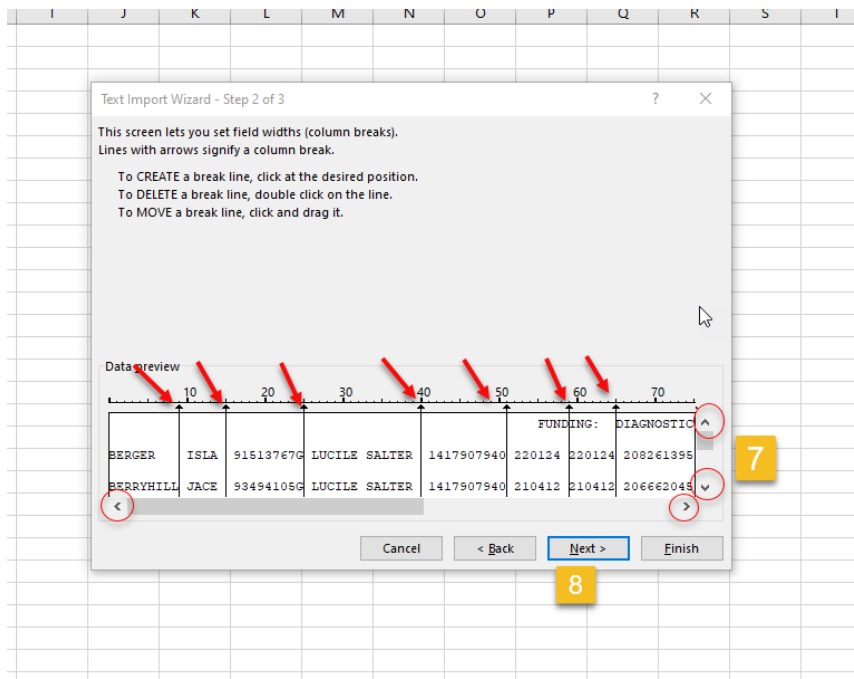 I J K L M N O P Q R S T
Text Import Wizard - Step 2 of 3 ?
This screen lets you set field widths (column breaks).
Lines with arrows signify a column break.
To CREATE a break line, click at the desired position.
To DELETE a break line, double click on the line.
To MOVE a break line, click and drag it.
Data preview
10 20 30 40 50 60 70
FUNDING: DIAGNOSTIC
BERGER ISLA 91513767G LUCILE SALTER 1417907940 220124 220124 208261395
7
BERRYHILL JACE 93494105G LUCILE SALTER 1417907940 210412 210412 206662045
Cancel < Back Next > Finish
8